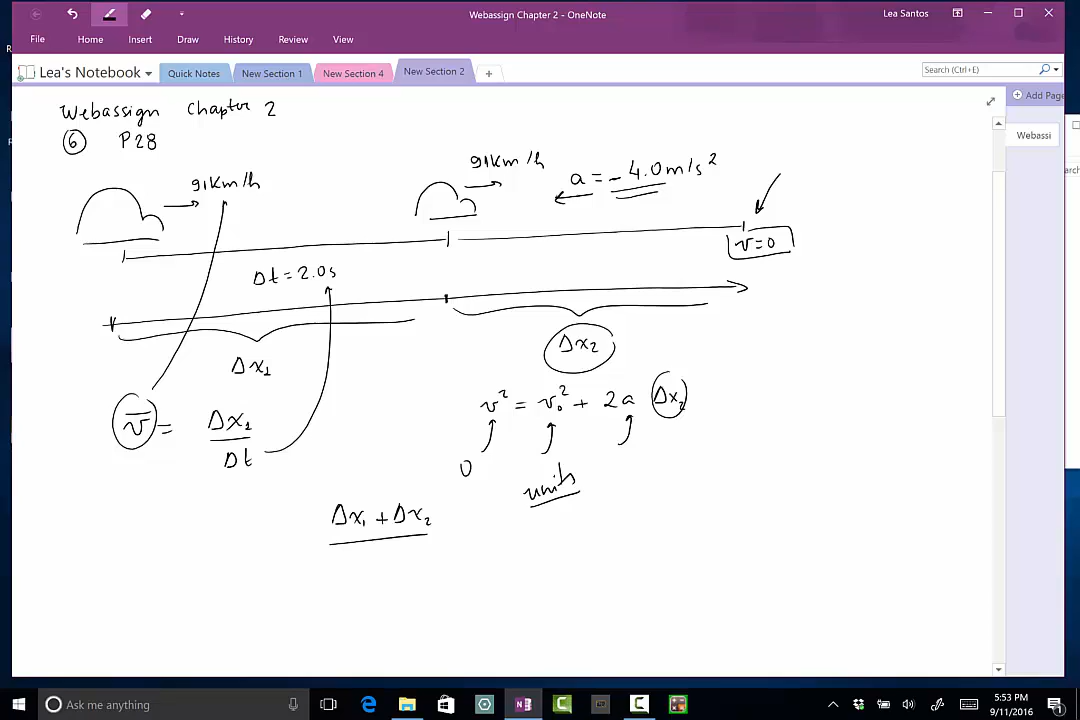 Webassign Chapter 2 - OneNote
Lea Santos
File Home Insert Draw History Review View
Lea's Notebook
Quick Notes
New Section 1
New Section 4
New Section 2
+
Search (Ctrl+E)
Add Page
Webassi
arch
Webassign Chapter 2
6 P28
91Km/h
91Km/h
a = -4.0m/s²
v=0
Δt = 2.0s
Δx₁
Δx₂
v̅ = Δx₁ / Δt
v² = v₀² + 2a Δx₂
0
units
Δx₁ + Δx₂
Ask me anything
5:53 PM
9/11/2016